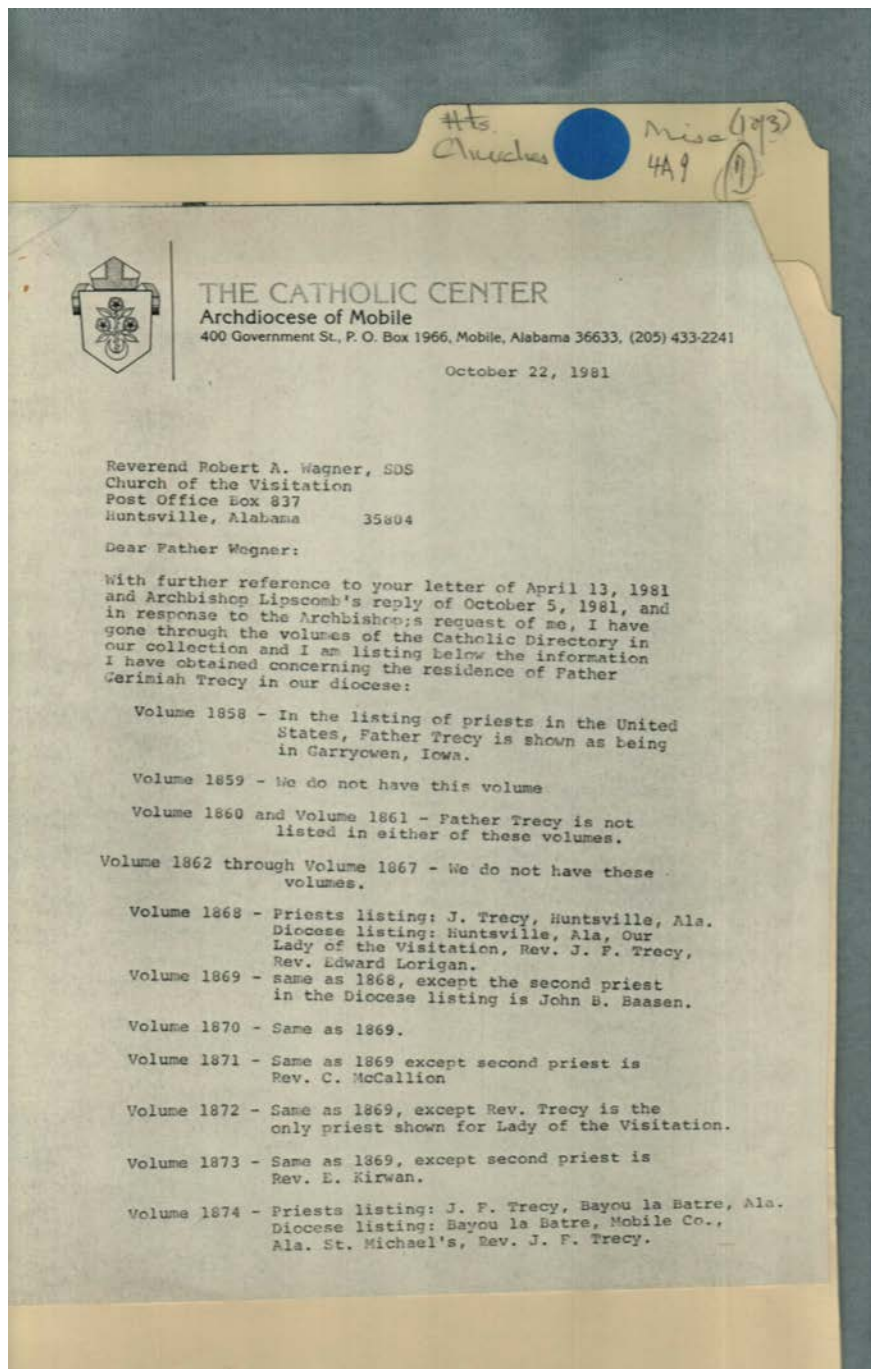 Hts.
Churches
Misc (1 of 3)
4A9
(7)
THE CATHOLIC CENTER
Archdiocese of Mobile
400 Government St., P. O. Box 1966, Mobile, Alabama 36633, (205) 433-2241
October 22, 1981
Reverend Robert A. Wagner, SDS
Church of the Visitation
Post Office Box 837
Huntsville, Alabama 35804
Dear Father Wegner:
With further reference to your letter of April 13, 1981
and Archbishop Lipscomb's reply of October 5, 1981, and
in response to the Archbishop;s request of me, I have
gone through the volumes of the Catholic Directory in
our collection and I am listing below the information
I have obtained concerning the residence of Father
Gerimiah Trecy in our diocese:
Volume 1858 - In the listing of priests in the United
States, Father Trecy is shown as being
in Garryowen, Iowa.
Volume 1859 - We do not have this volume
Volume 1860 and Volume 1861 - Father Trecy is not
listed in either of these volumes.
Volume 1862 through Volume 1867 - We do not have these
volumes.
Volume 1868 - Priests listing: J. Trecy, Huntsville, Ala.
Diocese listing: Huntsville, Ala, Our
Lady of the Visitation, Rev. J. F. Trecy,
Rev. Edward Lorigan.
Volume 1869 - same as 1868, except the second priest
in the Diocese listing is John B. Baasen.
Volume 1870 - Same as 1869.
Volume 1871 - Same as 1869 except second priest is
Rev. C. McCallion
Volume 1872 - Same as 1869, except Rev. Trecy is the
only priest shown for Lady of the Visitation.
Volume 1873 - Same as 1869, except second priest is
Rev. E. Kirwan.
Volume 1874 - Priests listing: J. F. Trecy, Bayou la Batre, Ala.
Diocese listing: Bayou la Batre, Mobile Co.,
Ala. St. Michael's, Rev. J. F. Trecy.